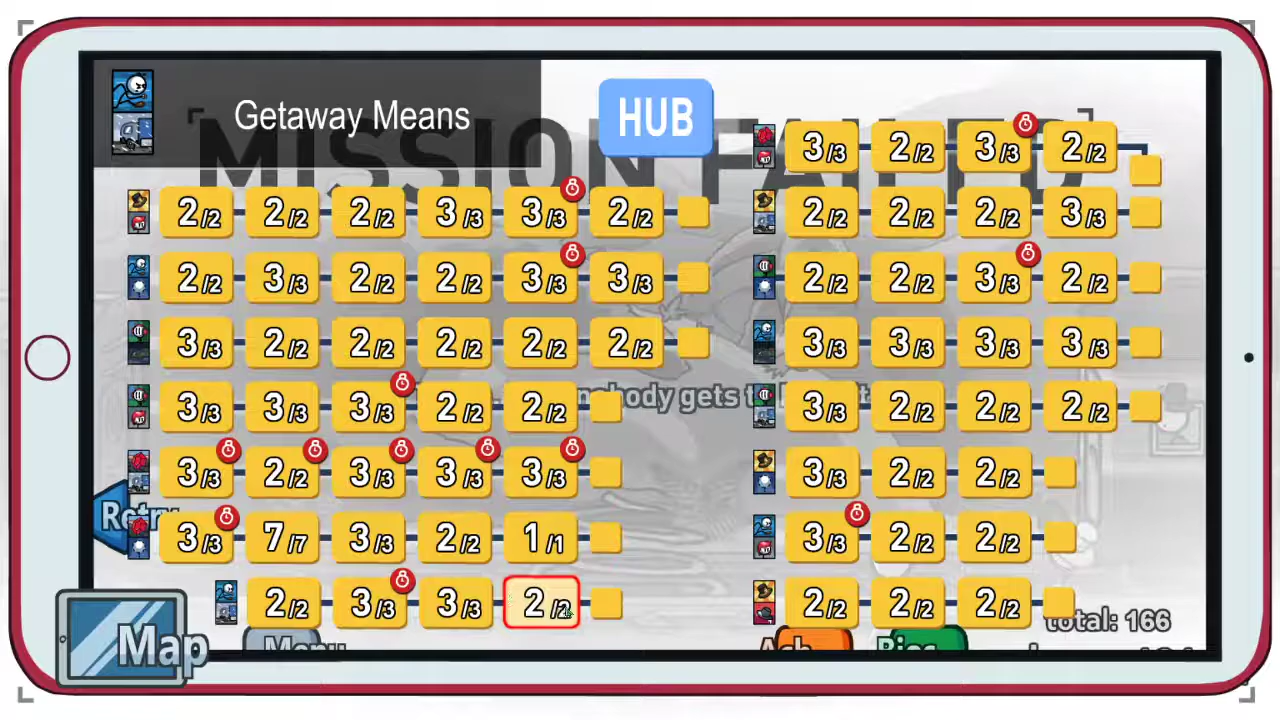 Getaway Means
HUB
MISSION FAILED
3/3 2/2 3/3 2/2
2/2 2/2 2/2 3/3 3/3 2/2
2/2 2/2 2/2 3/3
2/2 3/3 2/2 2/2 3/3 3/3
2/2 2/2 3/3 2/2
3/3 2/2 2/2 2/2 2/2 2/2
3/3 3/3 3/3 3/3
3/3 3/3 3/3 2/2 2/2
body gets t
3/3 2/2 2/2 2/2
3/3 2/2 3/3 3/3 3/3
3/3 2/2 2/2
3/3 7/7 3/3 2/2 1/1
3/3 2/2 2/2
Retry
2/2 3/3 3/3 2/2
2/2 2/2 2/2
total: 166
Map
Menu